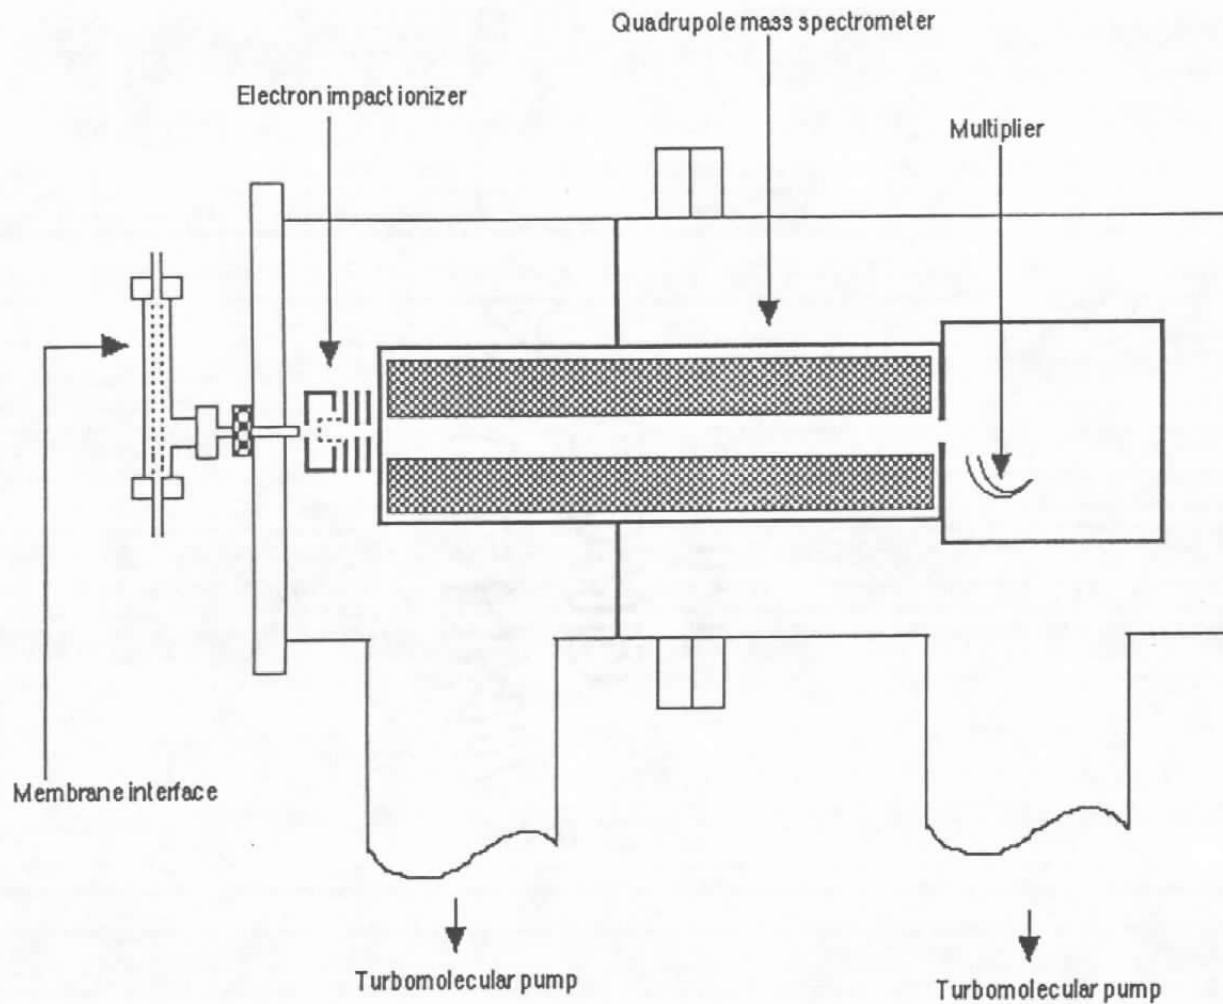 Quadrupole mass spectrometer
Electron impact ionizer
Multiplier
Membrane interface
Turbomolecular pump
Turbomolecular pump